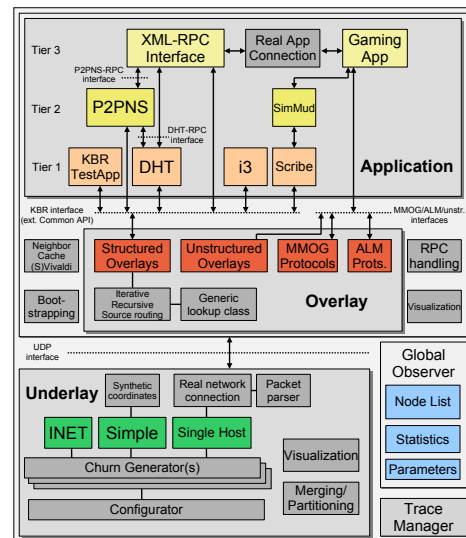 Tier 3
XML-RPC
Interface
Real App
Connection
Gaming
App
P2PNS-RPC
interface
Tier 2
P2PNS
SimMud
DHT-RPC
interface
Tier 1
KBR
TestApp
DHT
i3
Scribe
Application
KBR interface
(ext. Common API)
MMOG/ALM/unstr.
interfaces
Neighbor
Cache
(S)Vivaldi
Structured
Overlays
Unstructured
Overlays
MMOG
Protocols
ALM
Prots.
RPC
handling
Boot-
strapping
Iterative
Recursive
Source routing
Generic
lookup class
Overlay
Visualization
UDP
interface
Underlay
Synthetic
coordinates
Real network
connection
Packet
parser
INET
Simple
Single Host
Churn Generator(s)
Configurator
Visualization
Merging/
Partitioning
Global
Observer
Node List
Statistics
Parameters
Trace
Manager